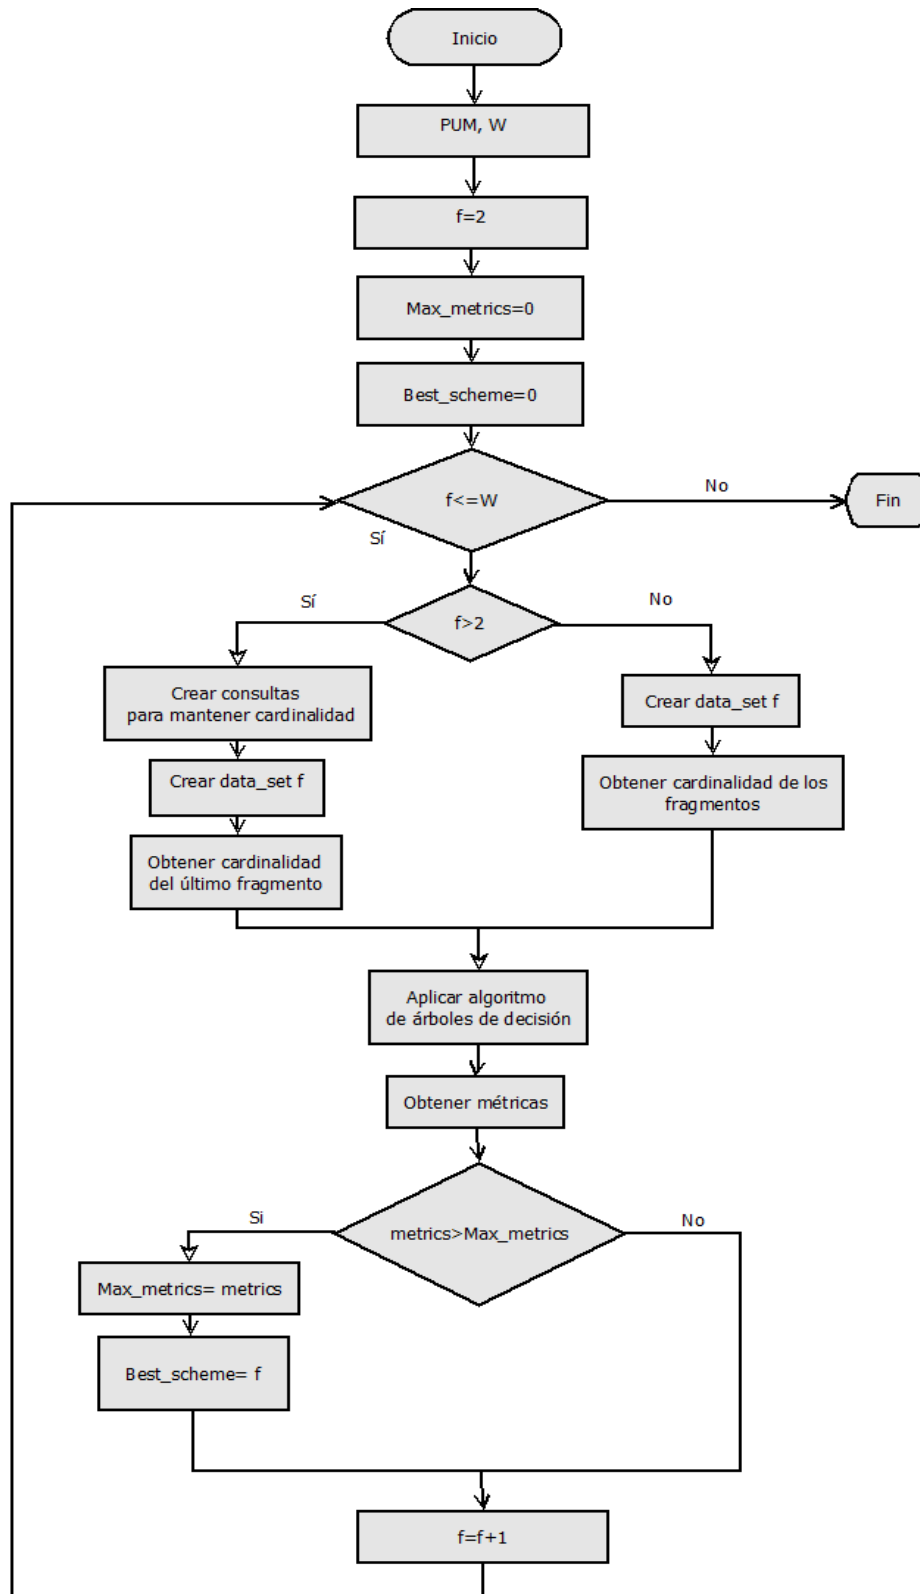 Inicio
PUM, W
f=2
Max_metrics=0
Best_scheme=0
f<=W
No
Fin
Sí
f>2
Sí
No
Crear consultas
para mantener cardinalidad
Crear data_set f
Obtener cardinalidad
del último fragmento
Crear data_set f
Obtener cardinalidad de los
fragmentos
Aplicar algoritmo
de árboles de decisión
Obtener métricas
metrics>Max_metrics
Si
No
Max_metrics= metrics
Best_scheme= f
f=f+1